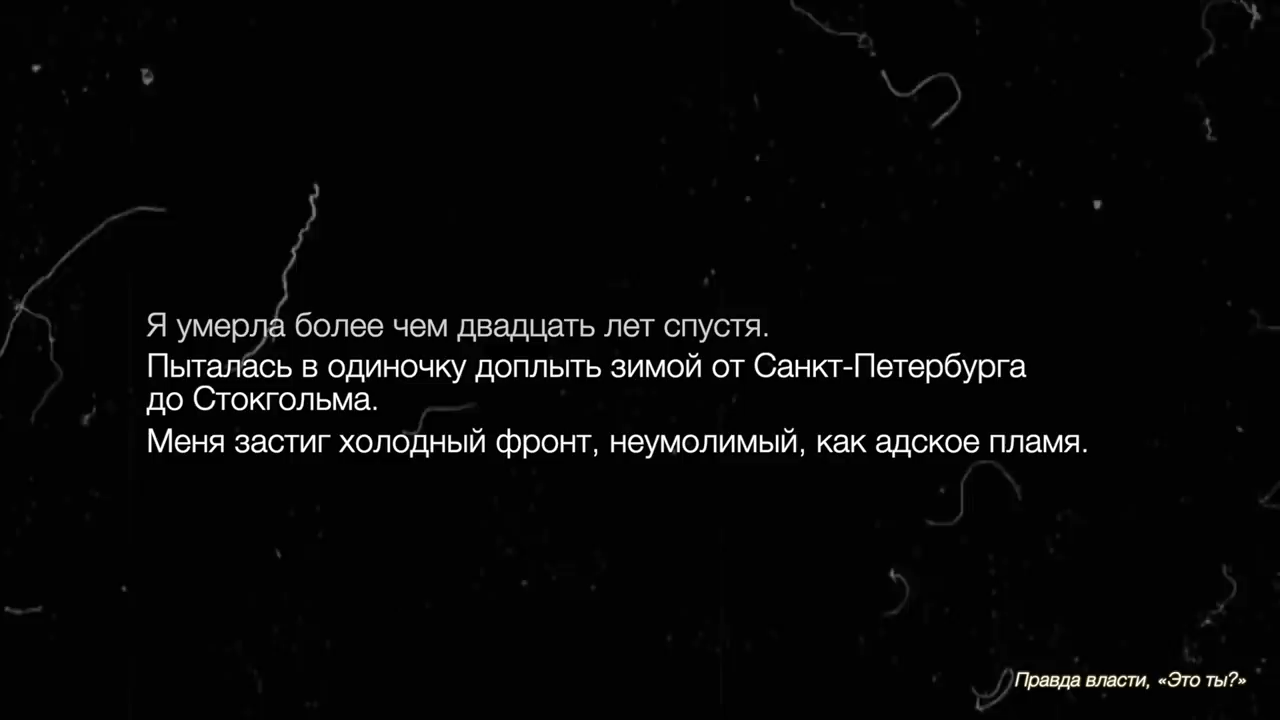 Я умерла более чем двадцать лет спустя.
Пыталась в одиночку доплыть зимой от Санкт-Петербурга
до Стокгольма.
Меня застиг холодный фронт, неумолимый, как адское пламя.
Правда власти, «Это ты?»